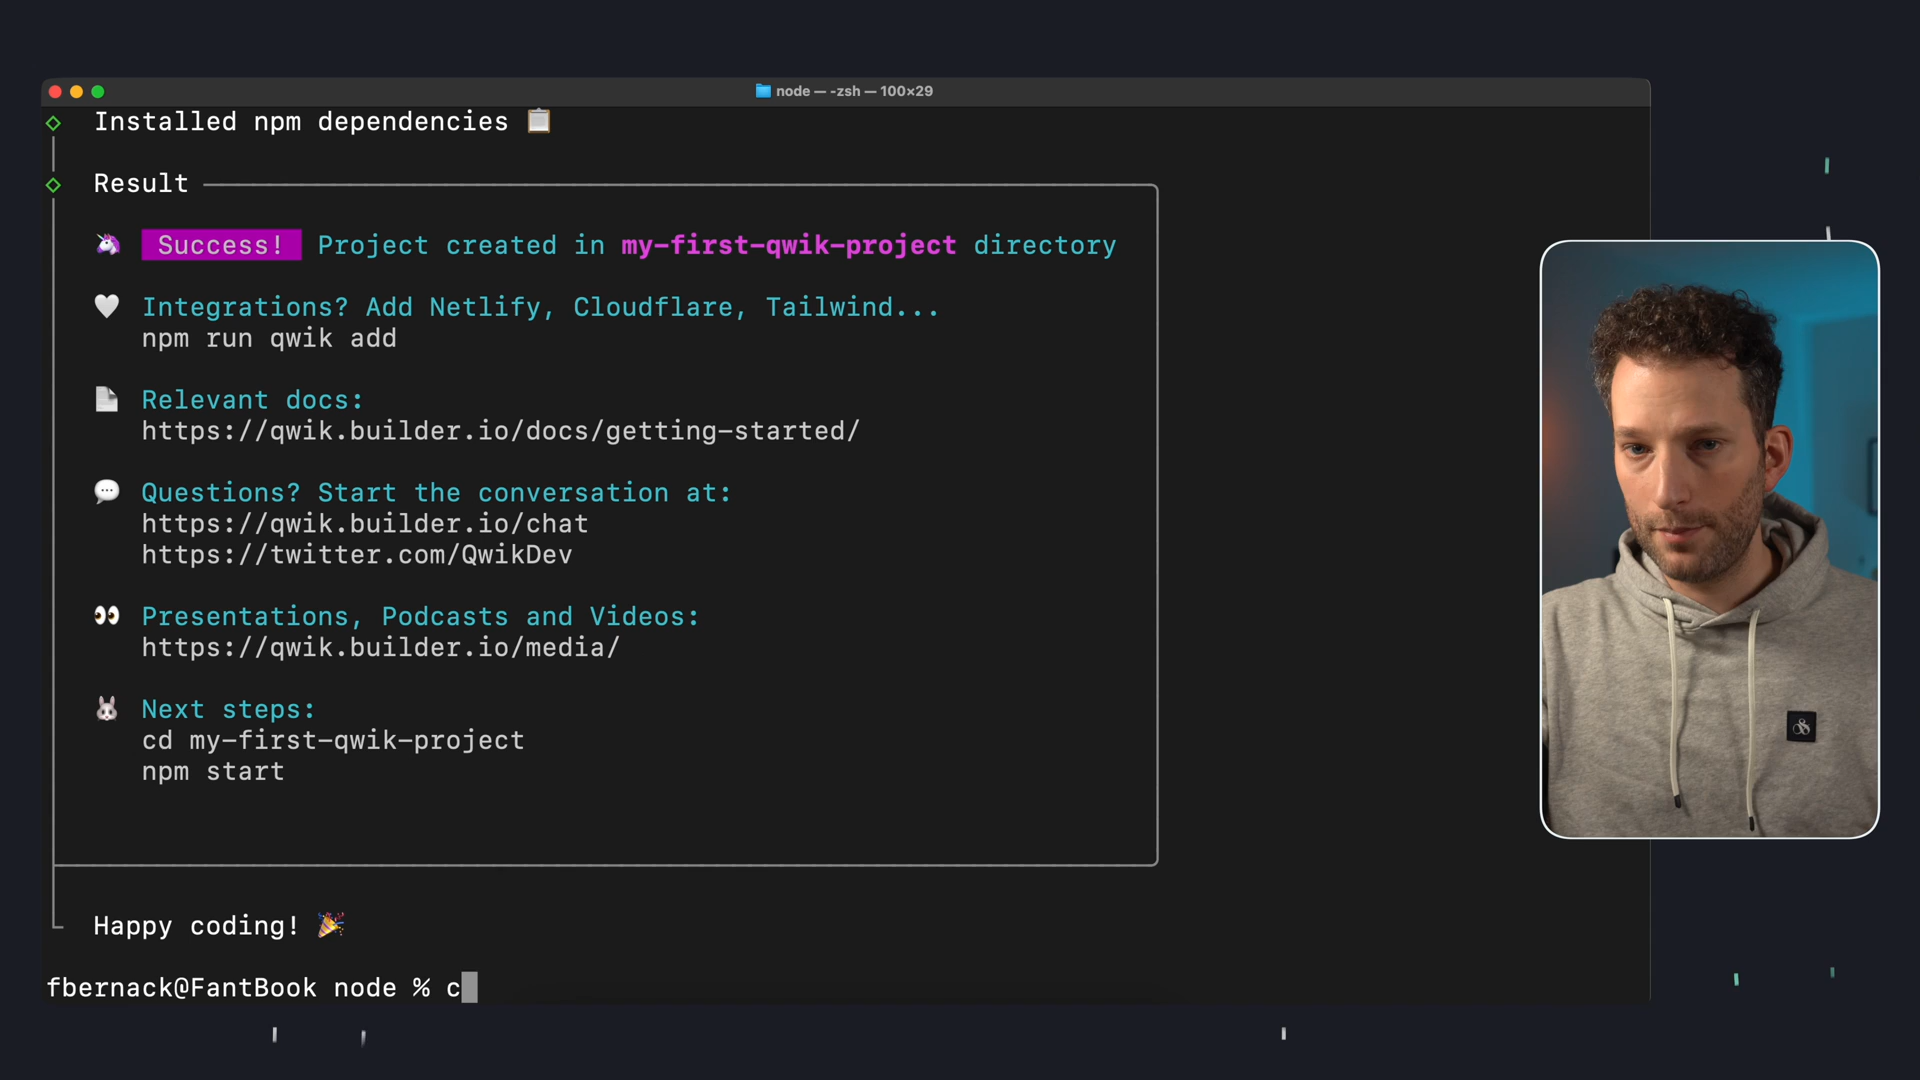 node — -zsh — 100×29
Installed npm dependencies 📋
Result
🦄 Success! Project created in my-first-qwik-project directory
🤍 Integrations? Add Netlify, Cloudflare, Tailwind...
npm run qwik add
📄 Relevant docs:
https://qwik.builder.io/docs/getting-started/
💬 Questions? Start the conversation at:
https://qwik.builder.io/chat
https://twitter.com/QwikDev
👀 Presentations, Podcasts and Videos:
https://qwik.builder.io/media/
🐰 Next steps:
cd my-first-qwik-project
npm start
Happy coding! 🎉
fbernack@FantBook node % c